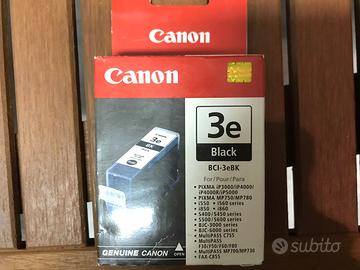 Canon
Canon
BK
3e
Black
BCI-3eBK
For/Pour/Para
• PIXMA iP3000/iP4000/
iP4000R/iP5000
• PIXMA MP750/MP780
• i550 • i560 series
• i850 • i860
• S400/S450 series
• S500/S600 series
• BJC-3000 series
• BJC-6000 series
• MultiPASS C755
• MultiPASS
F30/F50/F60/F80
• MultiPASS MP700/MP730
• FAX-C855
GENUINE CANON
OPEN
subito